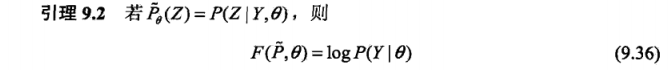 引理 9.2 若 P̃_θ(Z) = P(Z | Y, θ)，则
F(P̃, θ) = log P(Y | θ) (9.36)